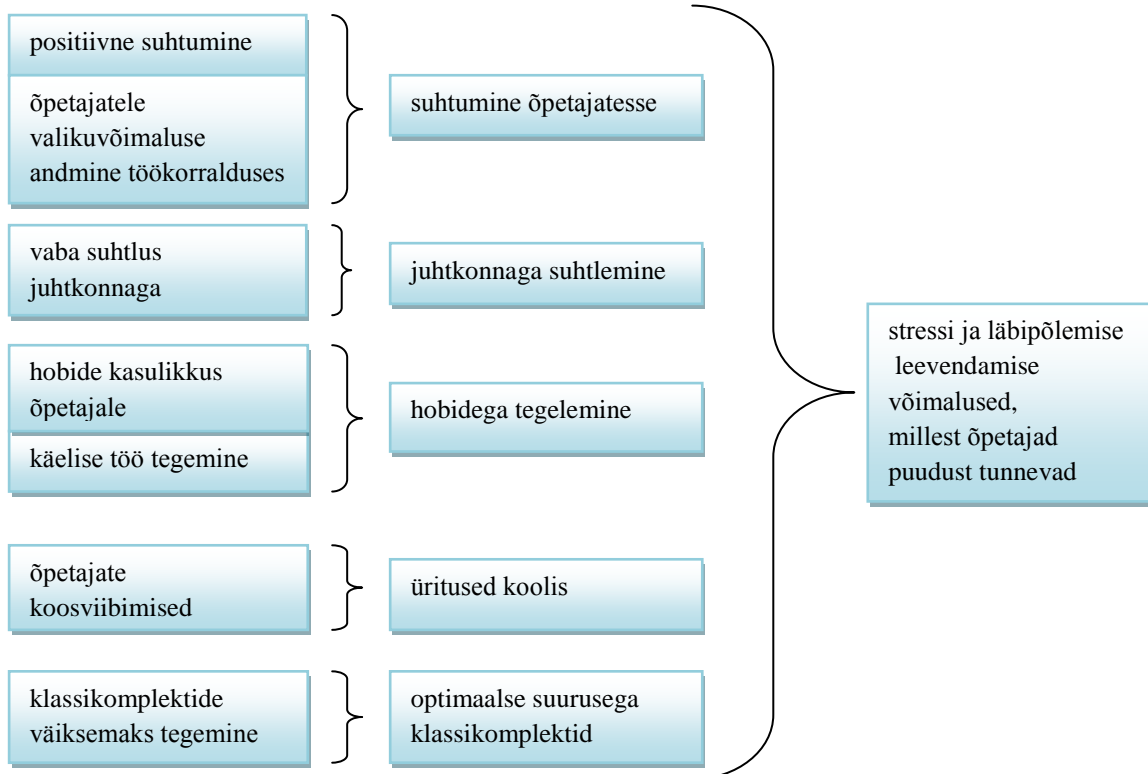 positiivne suhtumine
õpetajatele
valikuvõimaluse
andmine töökorralduses
suhtumine õpetajatesse
vaba suhtlus
juhtkonnaga
juhtkonnaga suhtlemine
hobide kasulikkus
õpetajale
käelise töö tegemine
hobidega tegelemine
õpetajate
koosviibimised
üritused koolis
klassikomplektide
väiksemaks tegemine
optimaalse suurusega
klassikomplektid
stressi ja läbipõlemise
leevendamise
võimalused,
millest õpetajad
puudust tunnevad